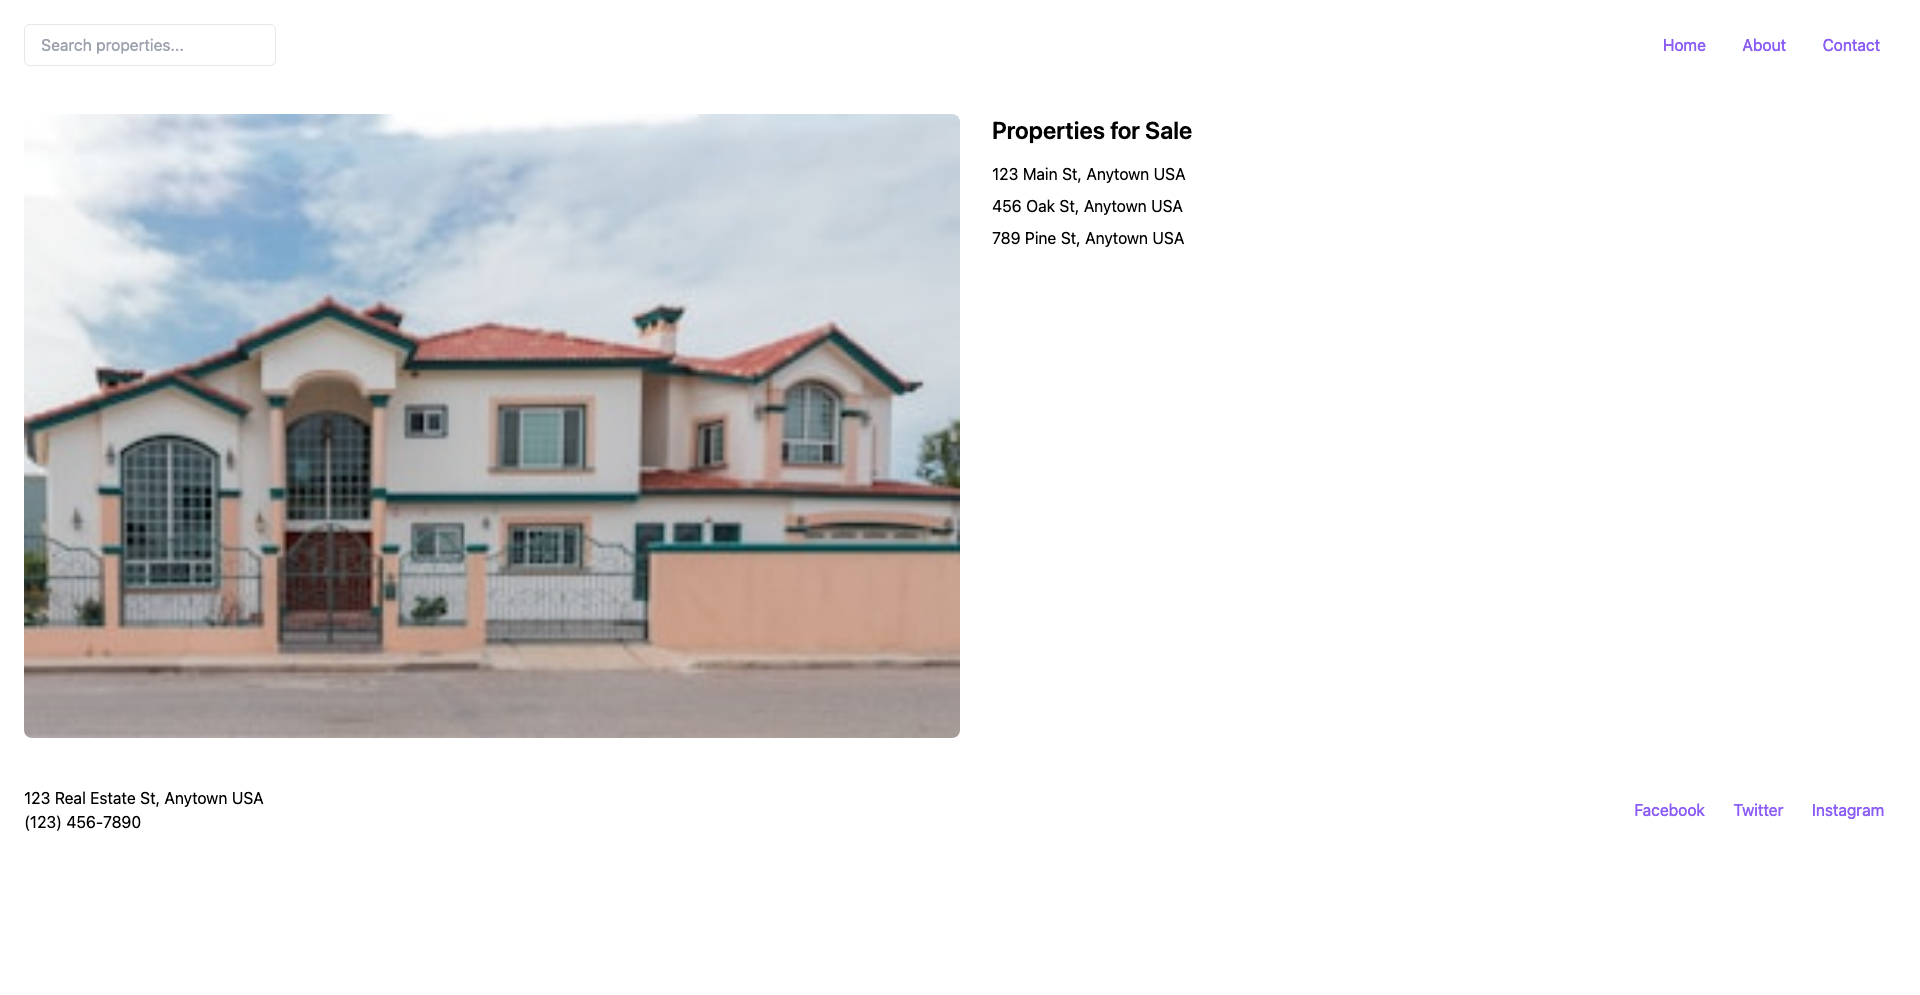 Search properties...
Home About Contact
Properties for Sale
123 Main St, Anytown USA
456 Oak St, Anytown USA
789 Pine St, Anytown USA
123 Real Estate St, Anytown USA
(123) 456-7890
Facebook Twitter Instagram